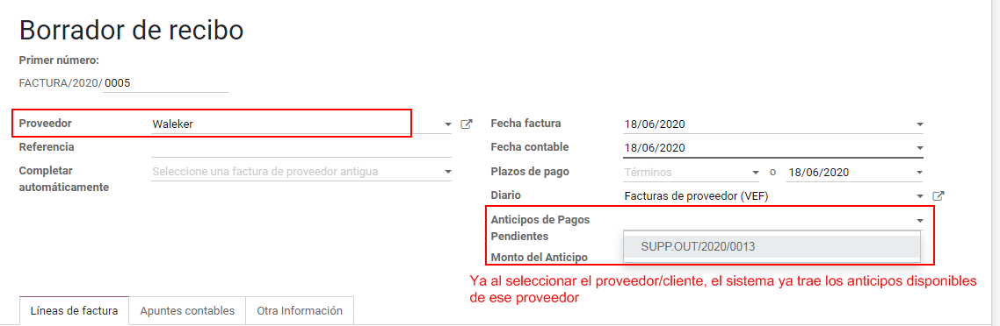 Borrador de recibo
Primer número:
FACTURA/2020/ 0005
Proveedor Waleker
Referencia
Completar automáticamente Seleccione una factura de proveedor antigua
Fecha factura 18/06/2020
Fecha contable 18/06/2020
Plazos de pago Términos o 18/06/2020
Diario Facturas de proveedor (VEF)
Anticipos de Pagos
Pendientes SUPP.OUT/2020/0013
Monto del Anticipo
Ya al seleccionar el proveedor/cliente, el sistema ya trae los anticipos disponibles
de ese proveedor
Líneas de factura Apuntes contables Otra Información